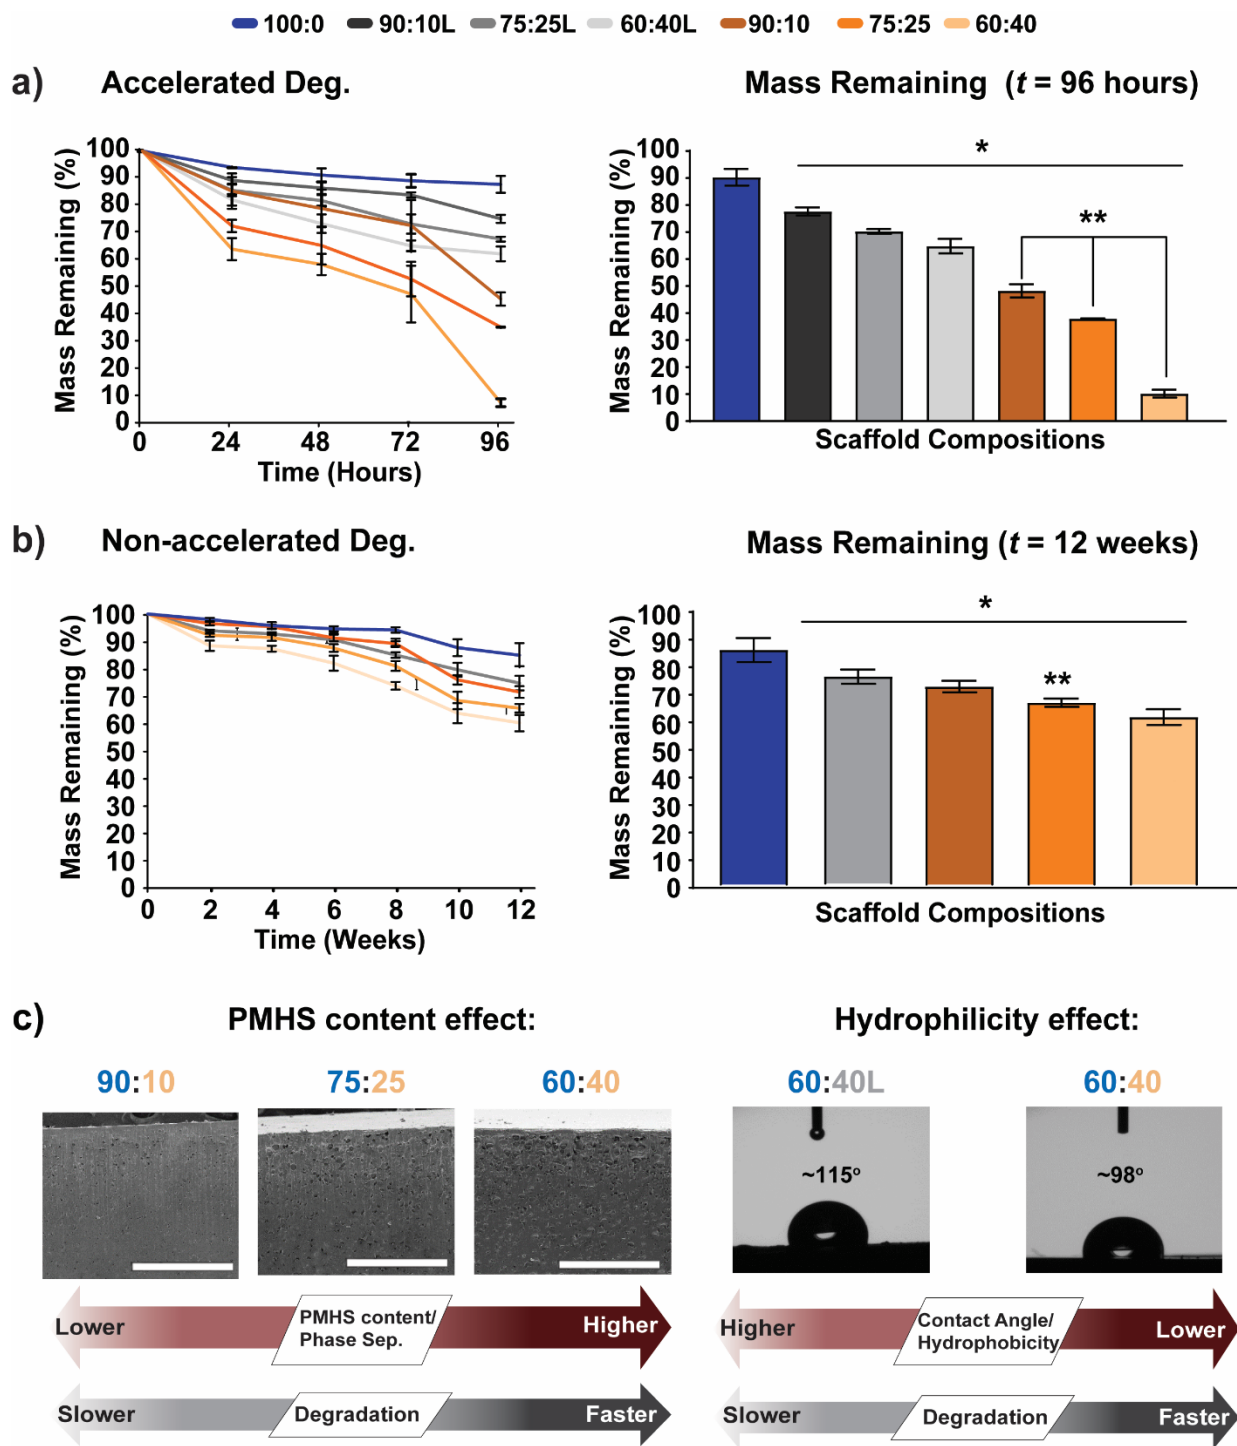 100:0 90:10L 75:25L 60:40L 90:10 75:25 60:40
a) Accelerated Deg.
Mass Remaining (t = 96 hours)
Mass Remaining (%)
100
90
80
70
60
50
40
30
20
10
0
0 24 48 72 96
Time (Hours)
Mass Remaining (%)
100
90
80
70
60
50
40
30
20
10
0
*
**
Scaffold Compositions
b) Non-accelerated Deg.
Mass Remaining (t = 12 weeks)
Mass Remaining (%)
100
90
80
70
60
50
40
30
20
10
0
0 2 4 6 8 10 12
Time (Weeks)
Mass Remaining (%)
100
90
80
70
60
50
40
30
20
10
0
*
**
Scaffold Compositions
c) PMHS content effect:
90:10 75:25 60:40
Lower
PMHS content/
Phase Sep.
Higher
Slower Degradation Faster
Hydrophilicity effect:
60:40L 60:40
~115° ~98°
Higher
Contact Angle/
Hydrophobicity
Lower
Slower Degradation Faster